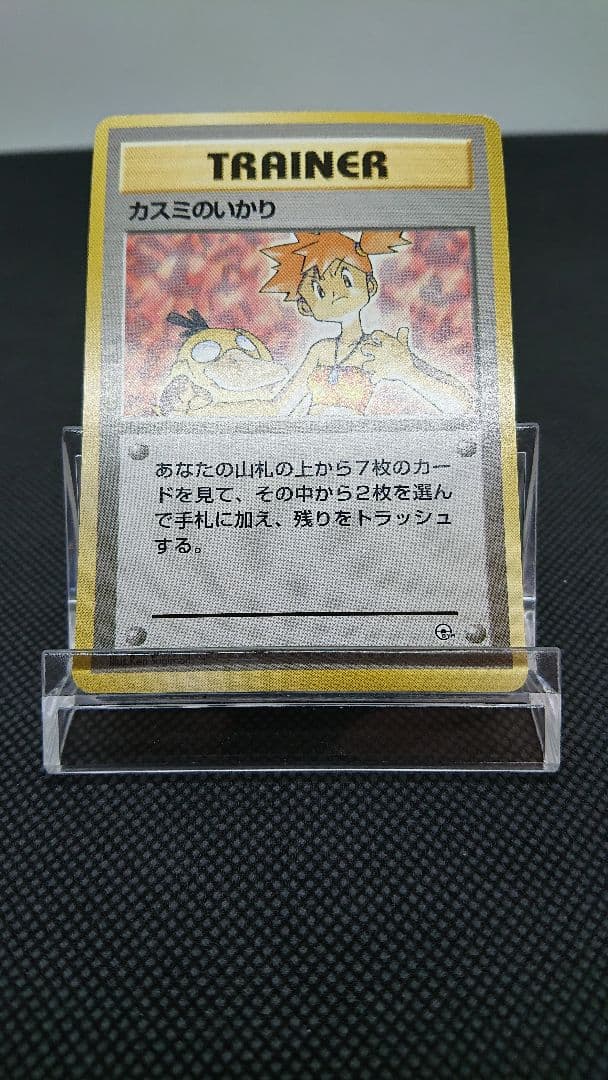 TRAINER
カスミのいかり
あなたの山札の上から7枚のカー
ドを見て、その中から2枚を選ん
で手札に加え、残りをトラッシュ
する。